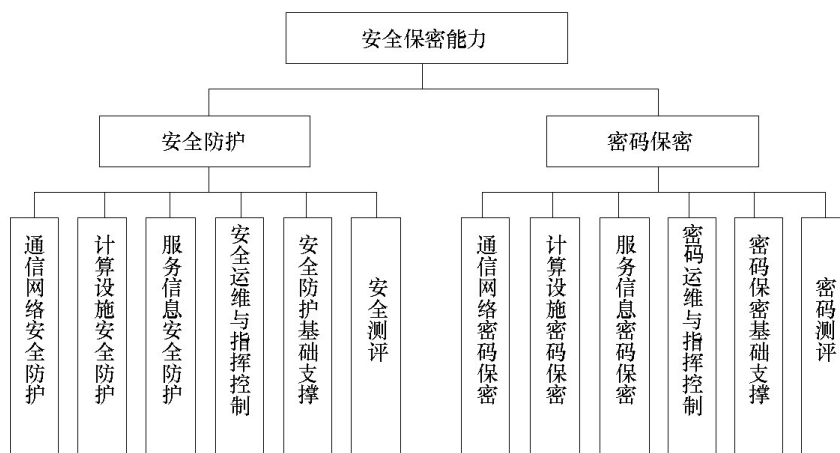 安全保密能力
安全防护
密码保密
通信网络安全防护
计算设施安全防护
服务信息安全防护
安全运维与指挥控制
安全防护基础支撑
安全测评
通信网络密码保密
计算设施密码保密
服务信息密码保密
密码运维与指挥控制
密码保密基础支撑
密码测评